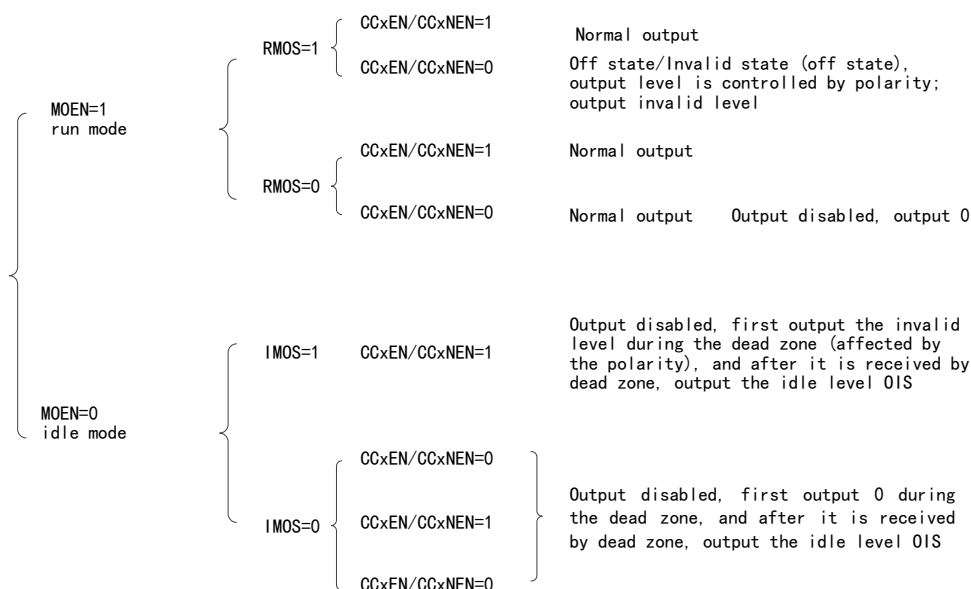 CCxEN/CCxNEN=1
Normal output
RMOS=1
CCxEN/CCxNEN=0
Off state/Invalid state (off state),
output level is controlled by polarity;
output invalid level
MOEN=1
run mode
CCxEN/CCxNEN=1
Normal output
RMOS=0
CCxEN/CCxNEN=0
Normal output Output disabled, output 0
Output disabled, first output the invalid
level during the dead zone (affected by
the polarity), and after it is received by
dead zone, output the idle level OIS
IMOS=1
CCxEN/CCxNEN=1
MOEN=0
idle mode
CCxEN/CCxNEN=0
Output disabled, first output 0 during
the dead zone, and after it is received
by dead zone, output the idle level OIS
IMOS=0
CCxEN/CCxNEN=1
CCxEN/CCxNEN=0